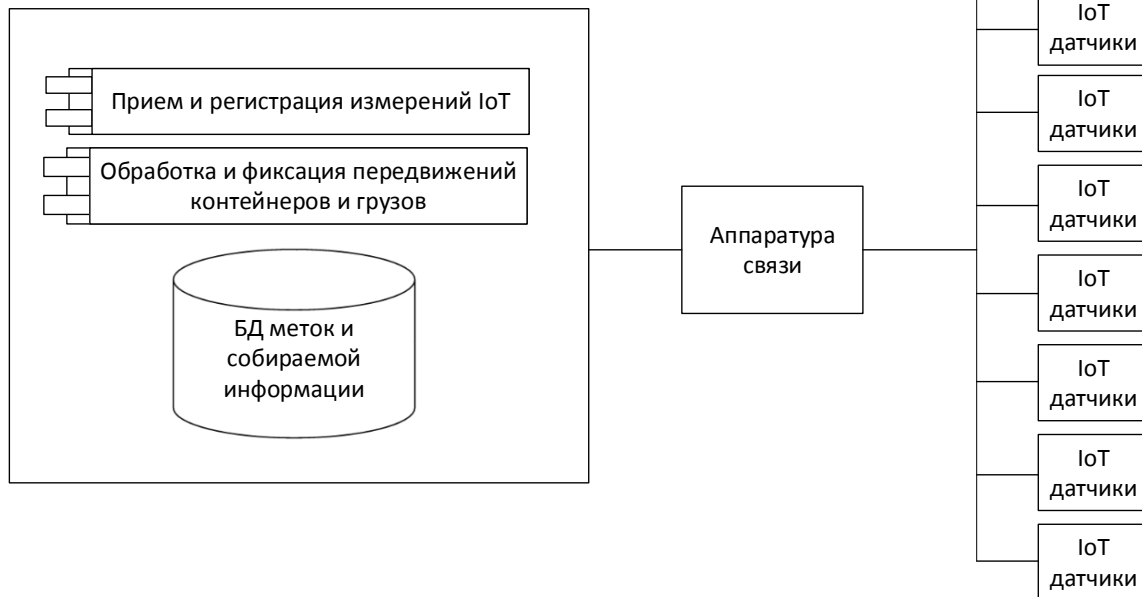 Прием и регистрация измерений IoT
Обработка и фиксация передвижений
контейнеров и грузов
БД меток и
собираемой
информации
Аппаратура
связи
IoT
датчики
IoT
датчики
IoT
датчики
IoT
датчики
IoT
датчики
IoT
датчики
IoT
датчики